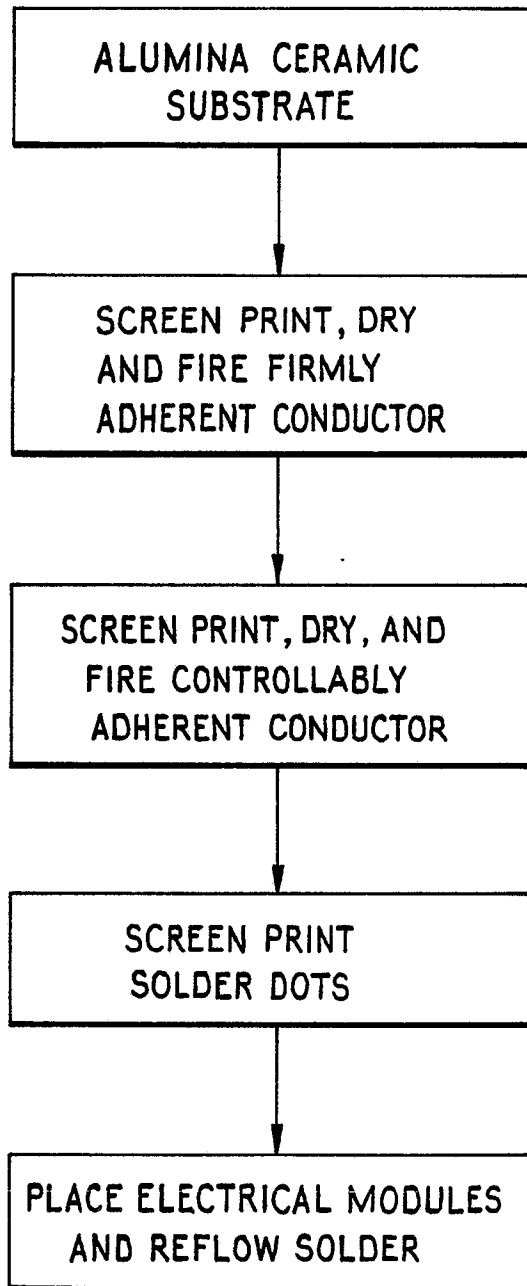 ALUMINA CERAMIC
SUBSTRATE
SCREEN PRINT, DRY
AND FIRE FIRMLY
ADHERENT CONDUCTOR
SCREEN PRINT, DRY, AND
FIRE CONTROLLABLY
ADHERENT CONDUCTOR
SCREEN PRINT
SOLDER DOTS
PLACE ELECTRICAL MODULES
AND REFLOW SOLDER